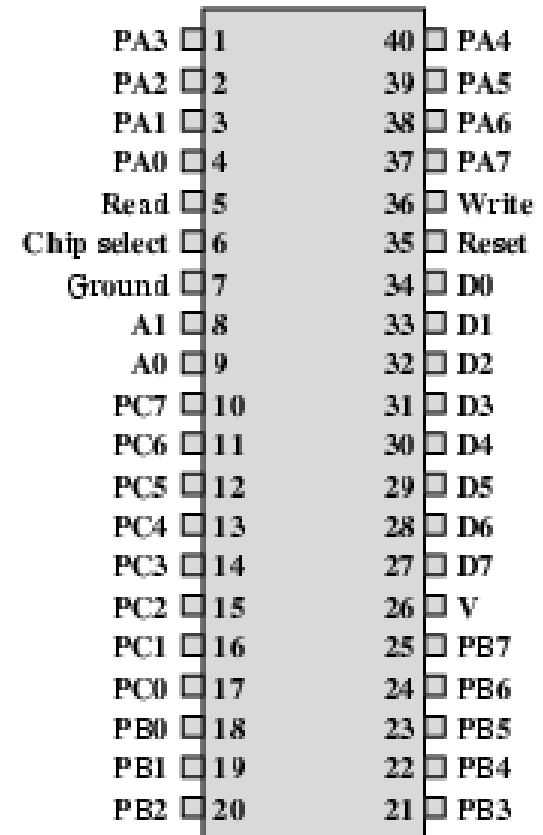 PA3 1 40 PA4
PA2 2 39 PA5
PA1 3 38 PA6
PA0 4 37 PA7
Read 5 36 Write
Chip select 6 35 Reset
Ground 7 34 D0
A1 8 33 D1
A0 9 32 D2
PC7 10 31 D3
PC6 11 30 D4
PC5 12 29 D5
PC4 13 28 D6
PC3 14 27 D7
PC2 15 26 V
PC1 16 25 PB7
PC0 17 24 PB6
PB0 18 23 PB5
PB1 19 22 PB4
PB2 20 21 PB3